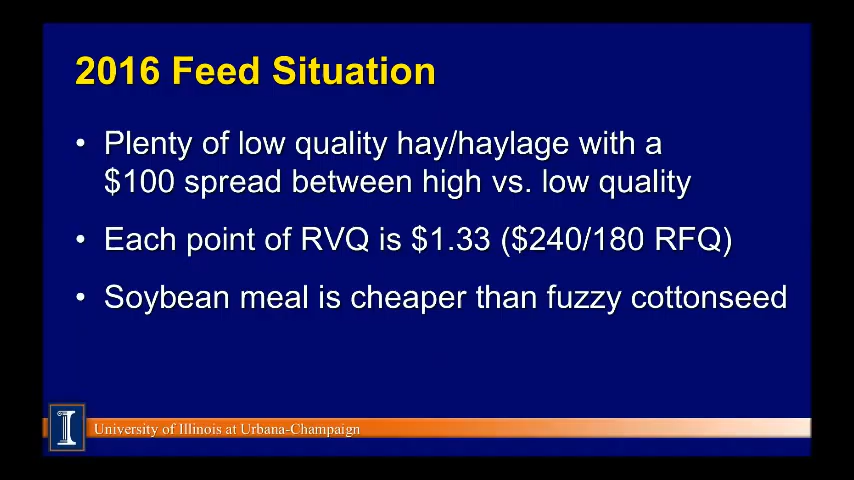 2016 Feed Situation
• Plenty of low quality hay/haylage with a
$100 spread between high vs. low quality
• Each point of RVQ is $1.33 ($240/180 RFQ)
• Soybean meal is cheaper than fuzzy cottonseed
I University of Illinois at Urbana-Champaign